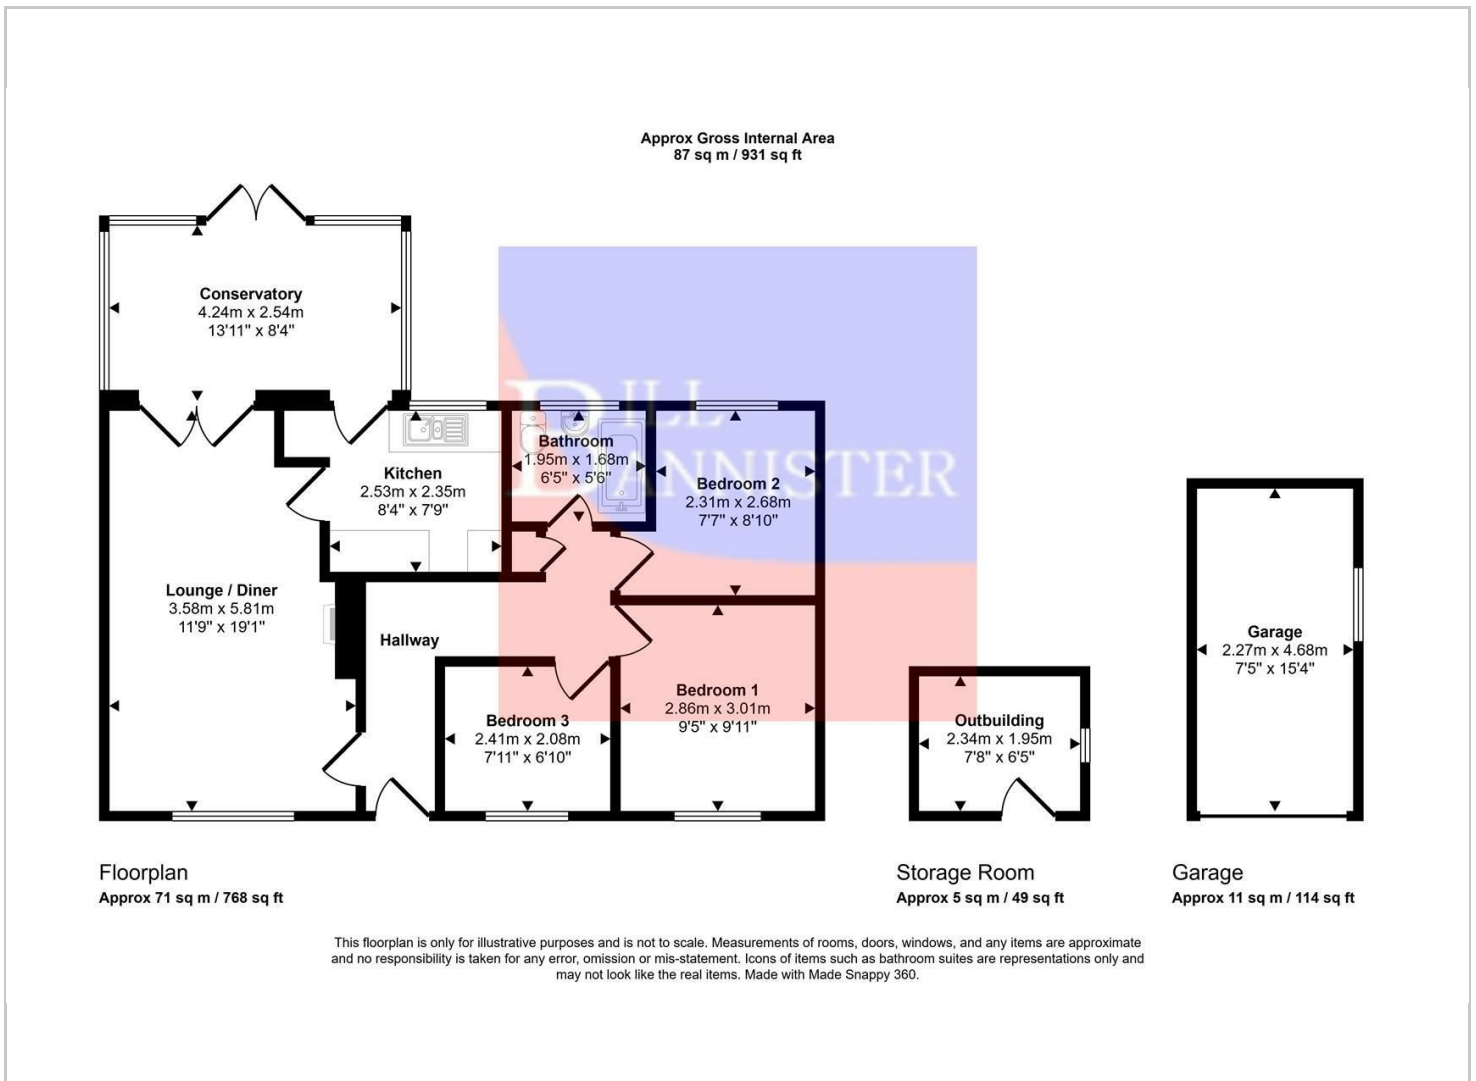 Approx Gross Internal Area
87 sq m / 931 sq ft
Conservatory
4.24m x 2.54m
13'11" x 8'4"
BILL
BANNISTER
Kitchen
2.53m x 2.35m
8'4" x 7'9"
Bathroom
1.95m x 1.68m
6'5" x 5'6"
Bedroom 2
2.31m x 2.68m
7'7" x 8'10"
Lounge / Diner
3.58m x 5.81m
11'9" x 19'1"
Hallway
Bedroom 3
2.41m x 2.08m
7'11" x 6'10"
Bedroom 1
2.86m x 3.01m
9'5" x 9'11"
Outbuilding
2.34m x 1.95m
7'8" x 6'5"
Garage
2.27m x 4.68m
7'5" x 15'4"
Floorplan
Approx 71 sq m / 768 sq ft
Storage Room
Approx 5 sq m / 49 sq ft
Garage
Approx 11 sq m / 114 sq ft
This floorplan is only for illustrative purposes and is not to scale. Measurements of rooms, doors, windows, and any items are approximate
and no responsibility is taken for any error, omission or mis-statement. Icons of items such as bathroom suites are representations only and
may not look like the real items. Made with Made Snappy 360.